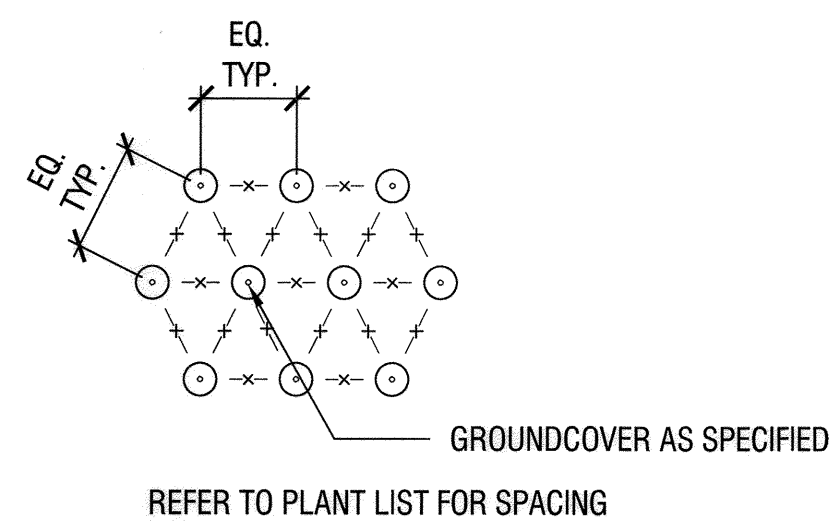 EQ.
TYP.
EQ.
TYP.
GROUNDCOVER AS SPECIFIED
REFER TO PLANT LIST FOR SPACING